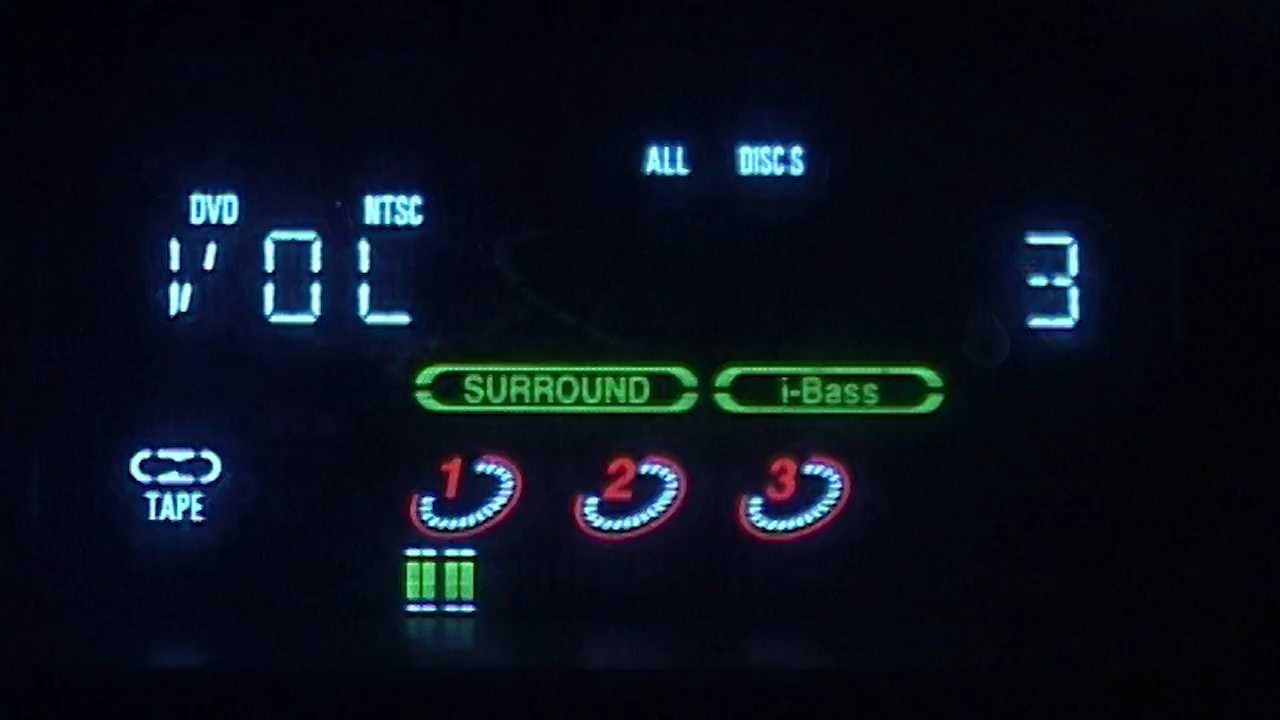 ALL DISCS
DVD NTSC
VOL 3
SURROUND i-Bass
1 2 3
TAPE